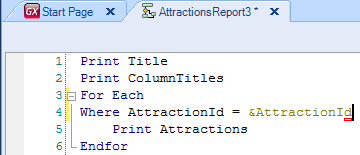 GX Start Page X AttractionsReport3 * X
1 Print Title
2 Print ColumnTitles
3 For Each
4 Where AttractionId = &AttractionId
5 Print Attractions
6 Endfor